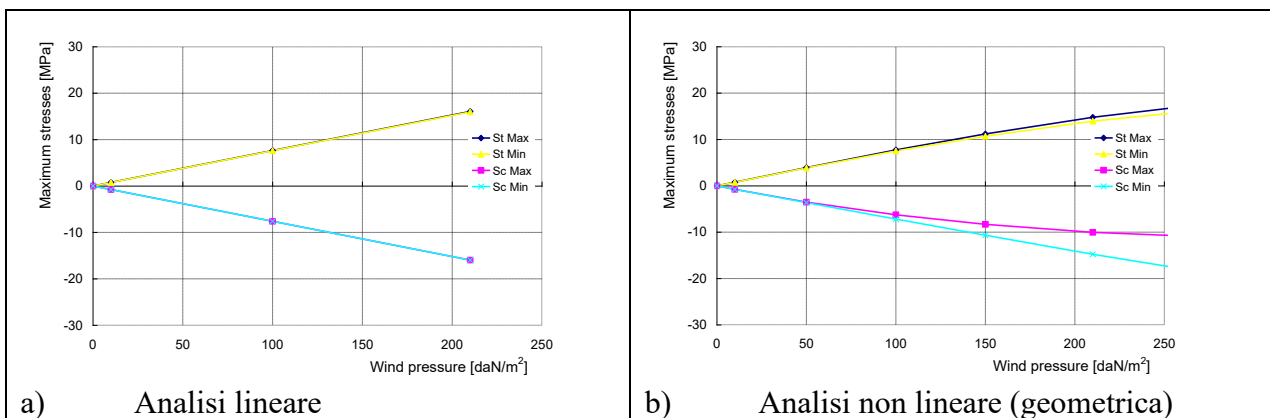 Maximum stresses [MPa]
30
20
10
0
-10
-20
-30
0 50 100 150 200 250
Wind pressure [daN/m²]
St Max
St Min
Sc Max
Sc Min
a) Analisi lineare
Maximum stresses [MPa]
30
20
10
0
-10
-20
-30
0 50 100 150 200 250
Wind pressure [daN/m²]
St Max
St Min
Sc Max
Sc Min
b) Analisi non lineare (geometrica)